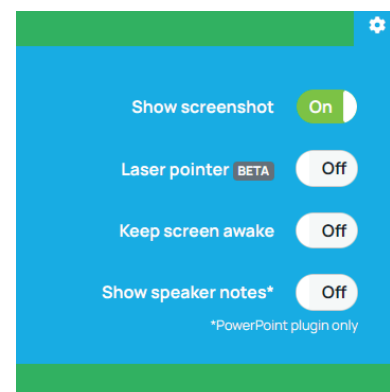 Show screenshot On
Laser pointer BETA Off
Keep screen awake Off
Show speaker notes* Off
*PowerPoint plugin only